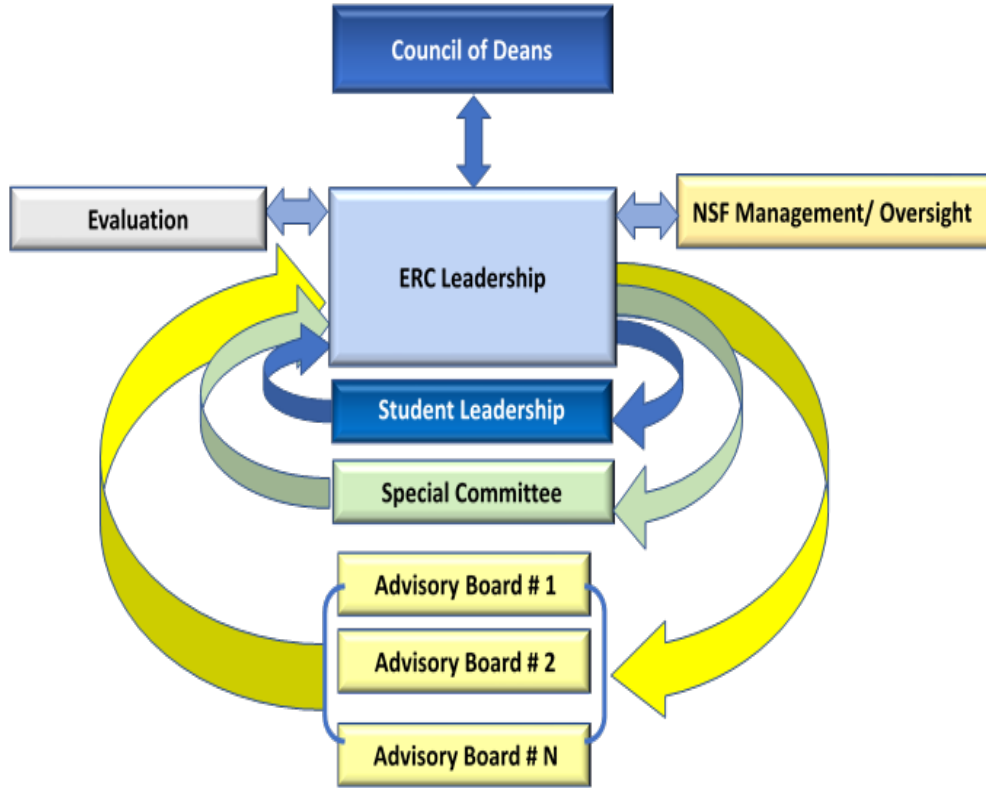 Council of Deans
Evaluation
NSF Management/ Oversight
ERC Leadership
Student Leadership
Special Committee
Advisory Board # 1
Advisory Board # 2
Advisory Board # N